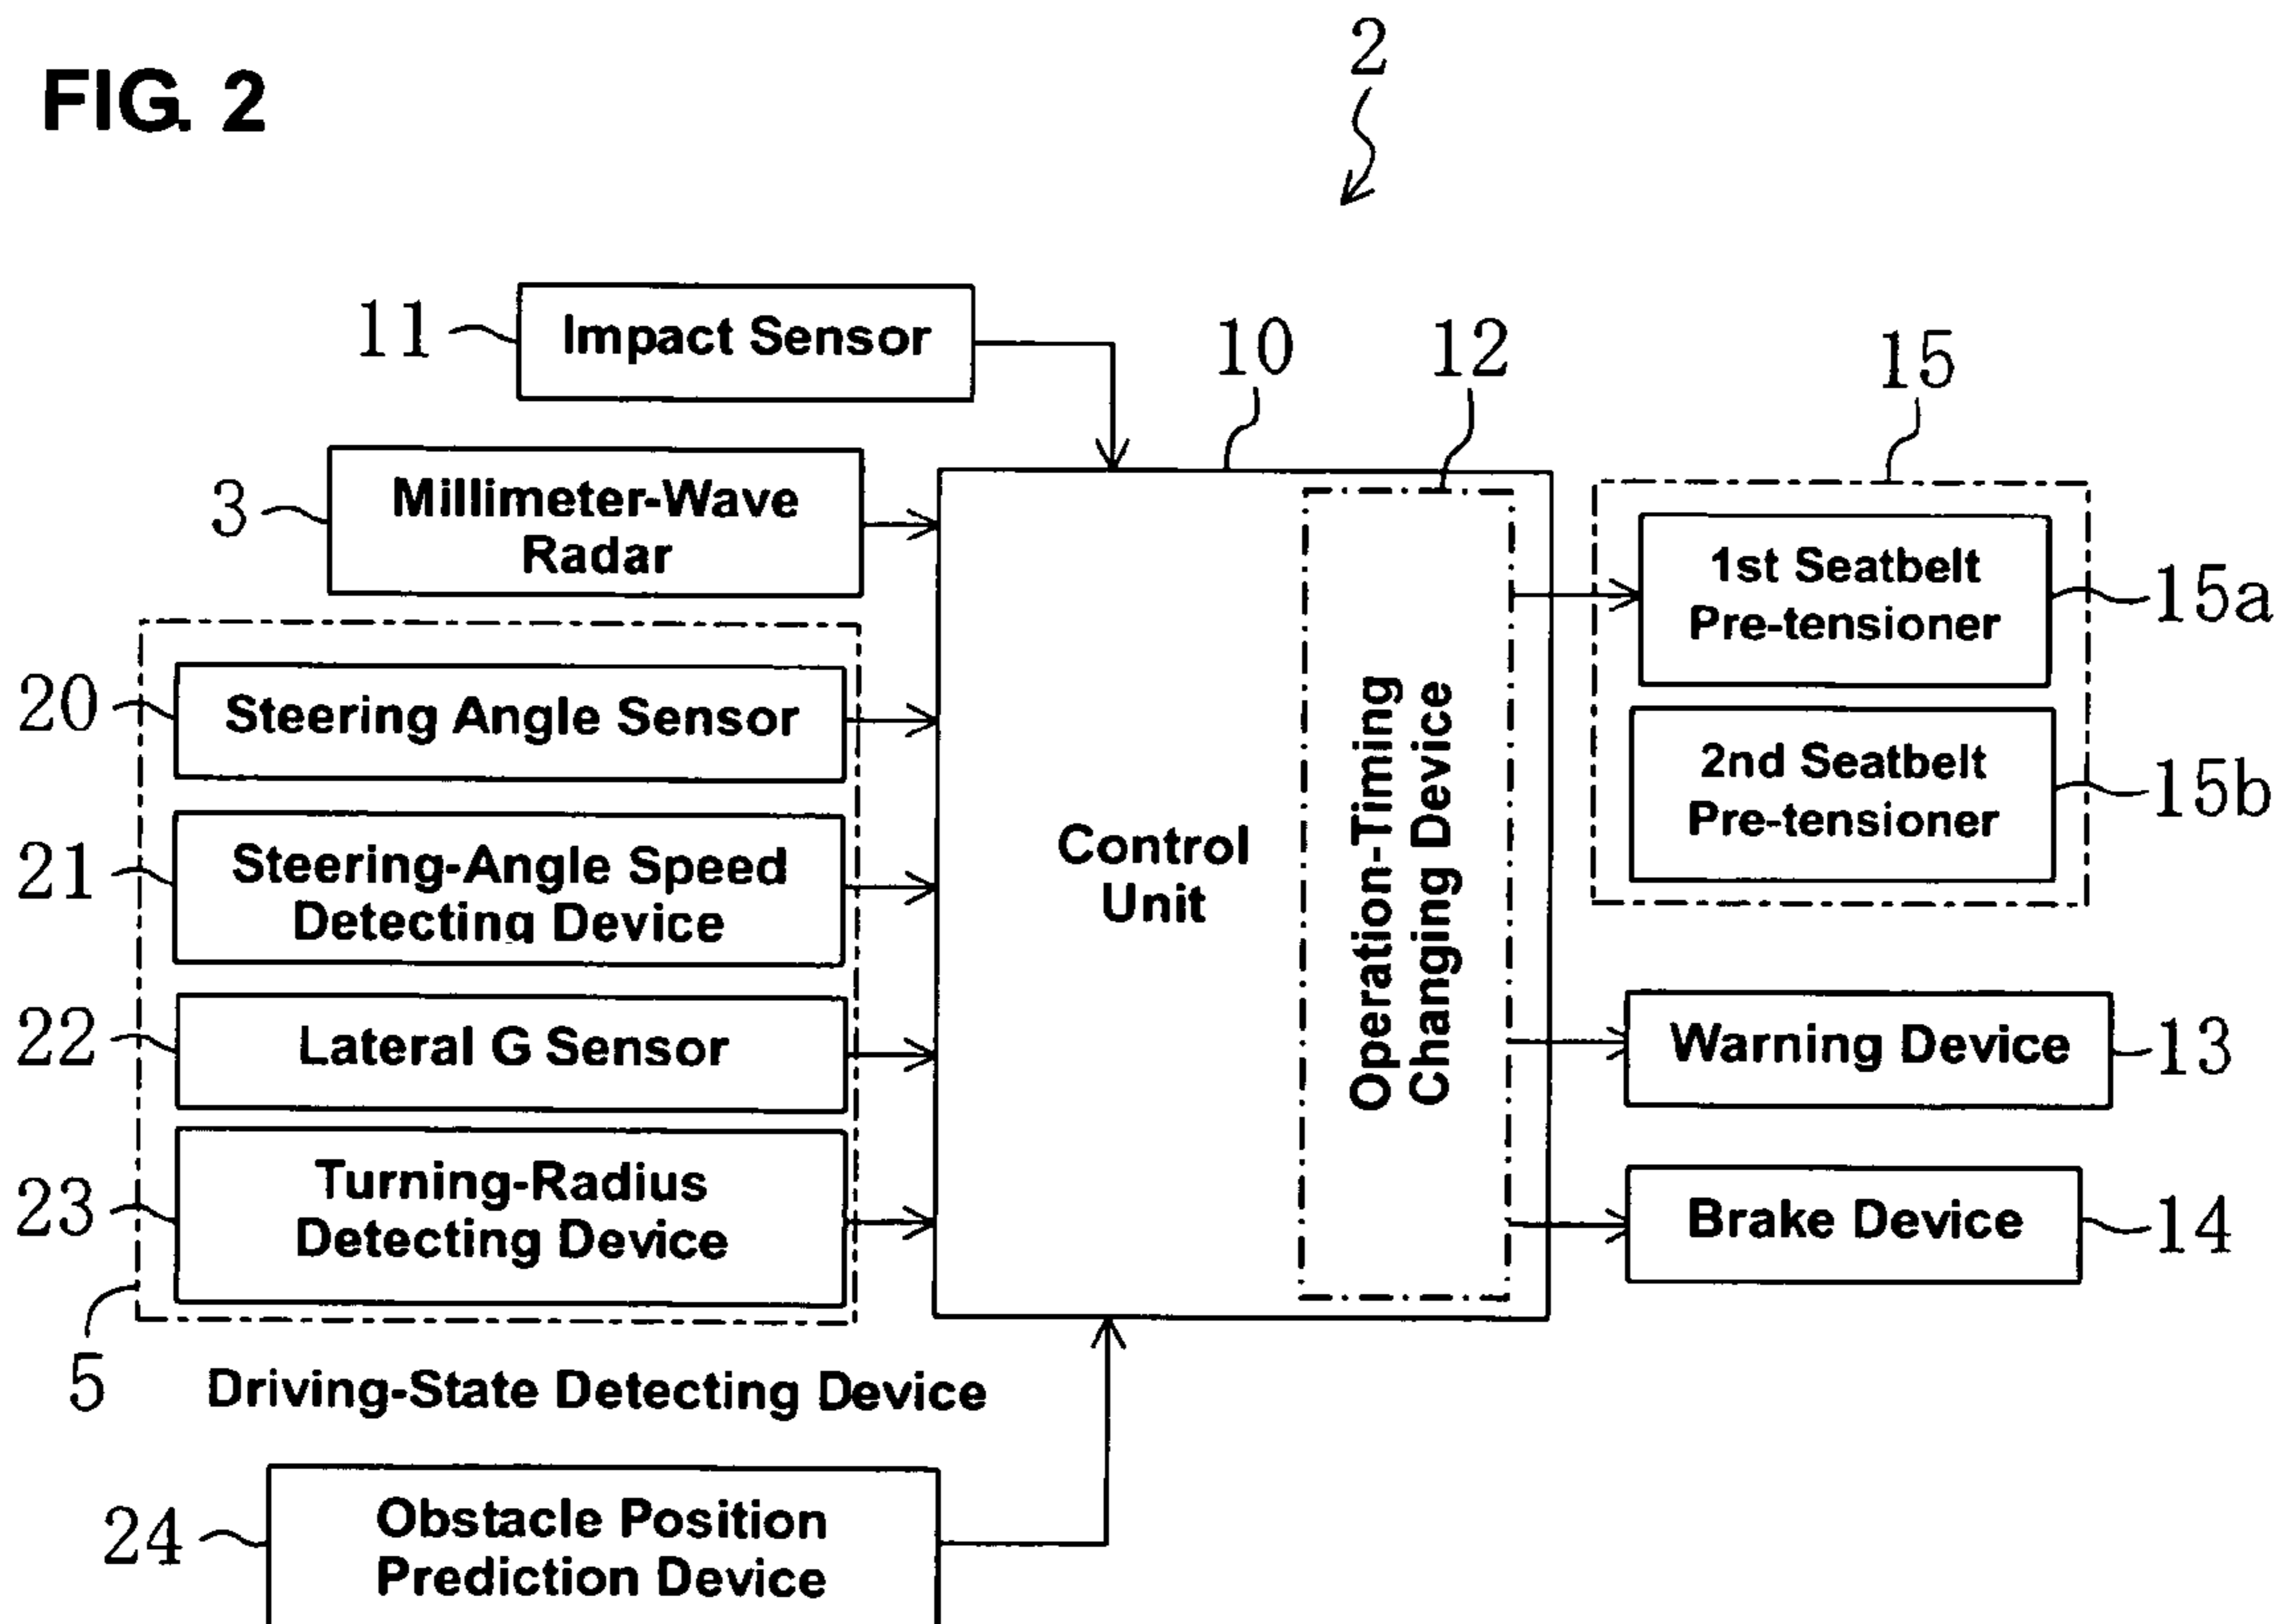 FIG. 2
2
11
Impact Sensor
10
12
15
3
Millimeter-Wave
Radar
1st Seatbelt
Pre-tensioner
15a
20
Steering Angle Sensor
2nd Seatbelt
Pre-tensioner
15b
21
Steering-Angle Speed
Detecting Device
Control
Unit
Operation-Timing
Changing Device
22
Lateral G Sensor
Warning Device
13
23
Turning-Radius
Detecting Device
Brake Device
14
5
Driving-State Detecting Device
24
Obstacle Position
Prediction Device